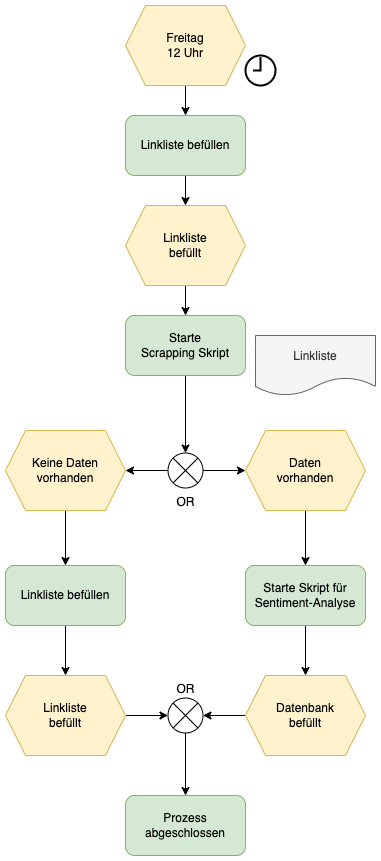 Freitag
12 Uhr
Linkliste befüllen
Linkliste
befüllt
Starte
Scrapping Skript
Linkliste
Keine Daten
vorhanden
OR
Daten
vorhanden
Linkliste befüllen
Starte Skript für
Sentiment-Analyse
Linkliste
befüllt
OR
Datenbank
befüllt
Prozess
abgeschlossen